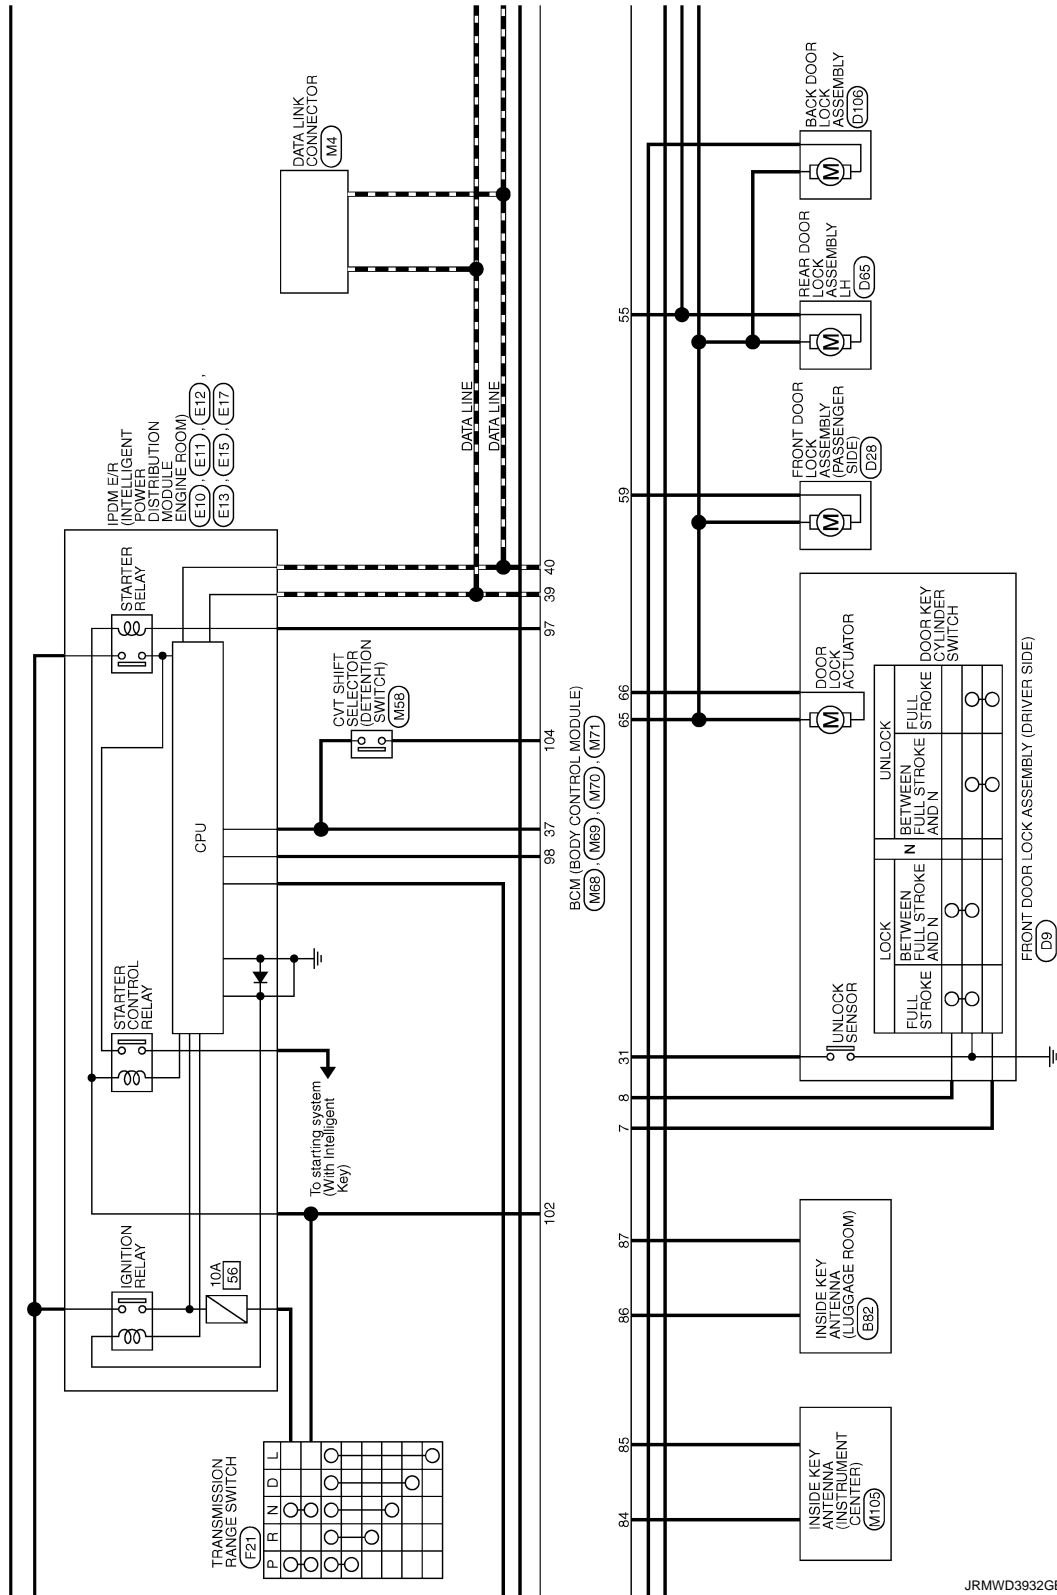 TRANSMISSION
RANGE SWITCH
F21
P R N D L
IGNITION
RELAY
10A
56
To starting system
(With Intelligent
Key)
STARTER
CONTROL
RELAY
CPU
STARTER
RELAY
IPDM E/R
(INTELLIGENT
POWER
DISTRIBUTION
MODULE
ENGINE ROOM)
E10 , E11 , E12 ,
E13 , E15 , E17
CVT SHIFT
SELECTOR
(DETENTION
SWITCH)
M58
DATA LINK
CONNECTOR
M4
DATA LINE
DATA LINE
102
98
37
104
97
39
40
BCM (BODY CONTROL MODULE)
M68 , M69 , M70 , M71
84
85
86
87
7
8
31
65
66
59
55
INSIDE KEY
ANTENNA
(INSTRUMENT
CENTER)
M105
INSIDE KEY
ANTENNA
(LUGGAGE ROOM)
B82
UNLOCK
SENSOR
LOCK
N
UNLOCK
FULL
STROKE
BETWEEN
FULL STROKE
AND N
BETWEEN
FULL STROKE
AND N
FULL
STROKE
DOOR KEY
CYLINDER
SWITCH
M
DOOR
LOCK
ACTUATOR
FRONT DOOR LOCK ASSEMBLY (DRIVER SIDE)
D9
M
FRONT DOOR
LOCK
ASSEMBLY
(PASSENGER
SIDE)
D28
M
REAR DOOR
LOCK
ASSEMBLY
LH
D65
M
BACK DOOR
LOCK
ASSEMBLY
D106
JRMWD3932G